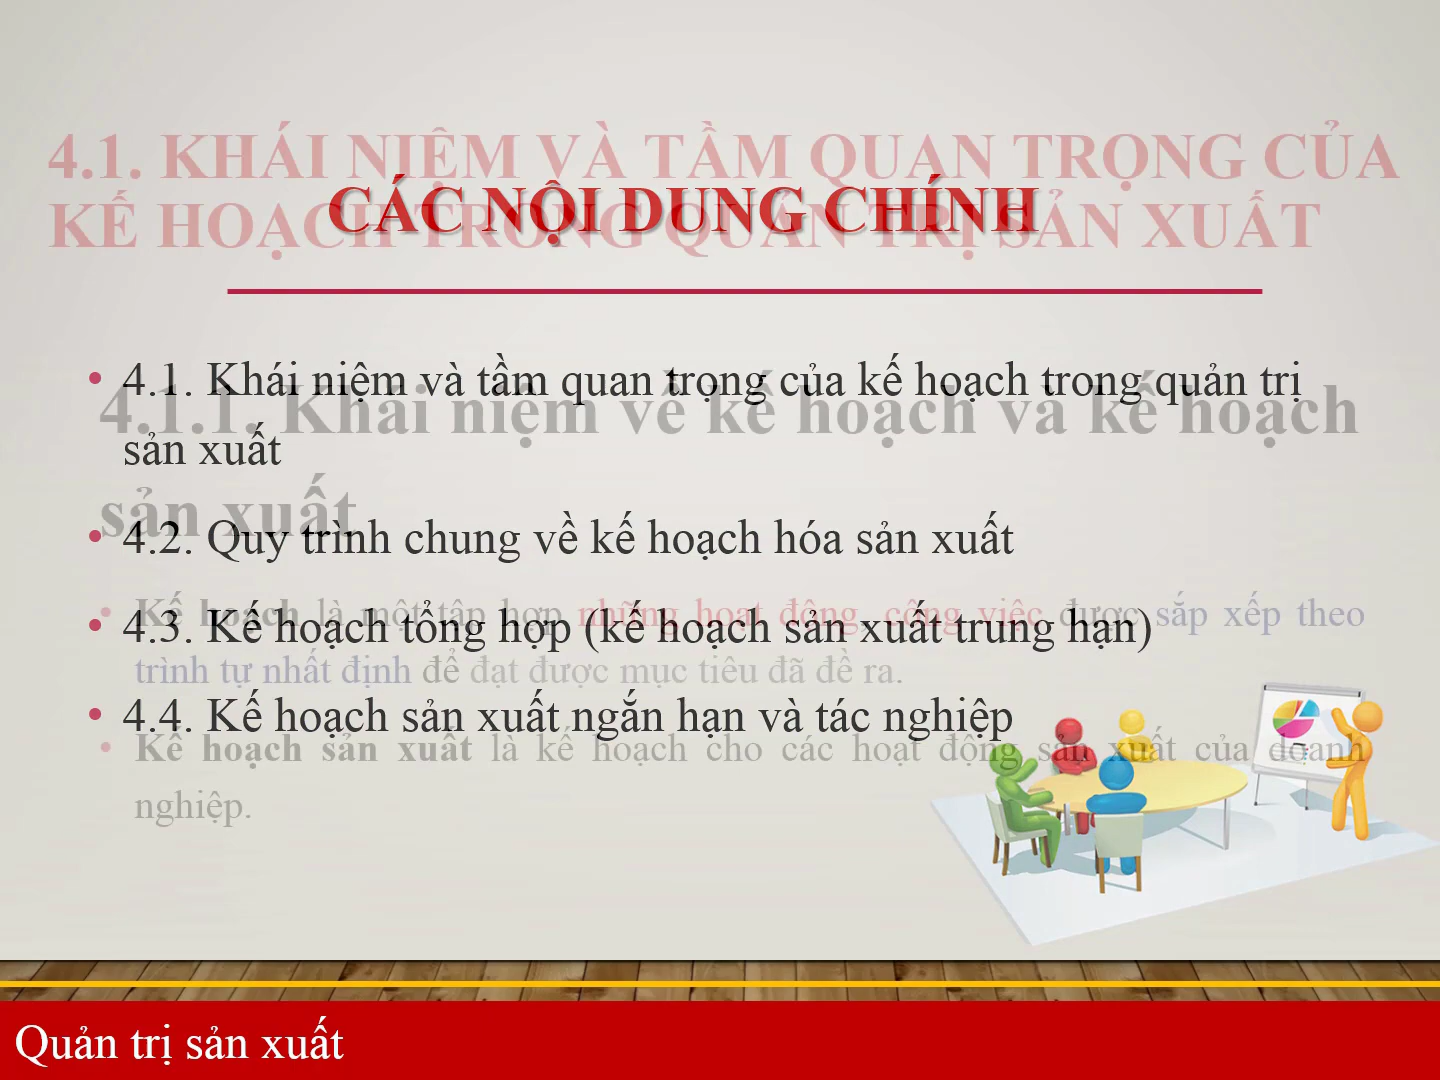 4.1. KHÁI NIỆM VÀ TẦM QUAN TRỌNG CỦA
KẾ HOẠCH TRONG QUẢN TRỊ SẢN XUẤT
CÁC NỘI DUNG CHÍNH
• 4.1. Khái niệm và tầm quan trọng của kế hoạch trong quản trị
sản xuất
4.1.1. Khái niệm về kế hoạch và kế hoạch
sản xuất
• 4.2. Quy trình chung về kế hoạch hóa sản xuất
• Kế hoạch là một tập hợp những hoạt động, công việc được sắp xếp theo
trình tự nhất định để đạt được mục tiêu đã đề ra.
• 4.3. Kế hoạch tổng hợp (kế hoạch sản xuất trung hạn)
• 4.4. Kế hoạch sản xuất ngắn hạn và tác nghiệp
• Kế hoạch sản xuất là kế hoạch cho các hoạt động sản xuất của doanh
nghiệp.
Quản trị sản xuất